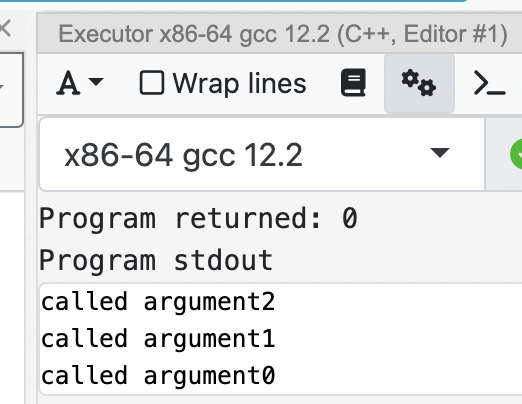 Executor x86-64 gcc 12.2 (C++, Editor #1)
A Wrap lines
x86-64 gcc 12.2
Program returned: 0
Program stdout
called argument2
called argument1
called argument0